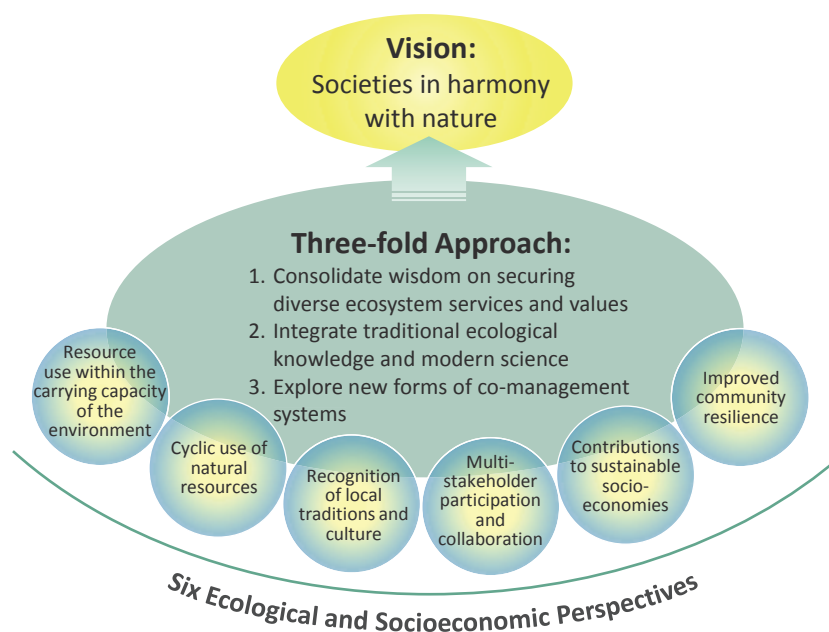 Vision:
Societies in harmony
with nature
Three-fold Approach:
1. Consolidate wisdom on securing
diverse ecosystem services and values
2. Integrate traditional ecological
knowledge and modern science
3. Explore new forms of co-management
systems
Resource
use within the
carrying capacity
of the
environment
Cyclic use of
natural
resources
Recognition
of local
traditions and
culture
Multi-
stakeholder
participation
and
collaboration
Contributions
to sustainable
socio-
economies
Improved
community
resilience
Six Ecological and Socioeconomic Perspectives